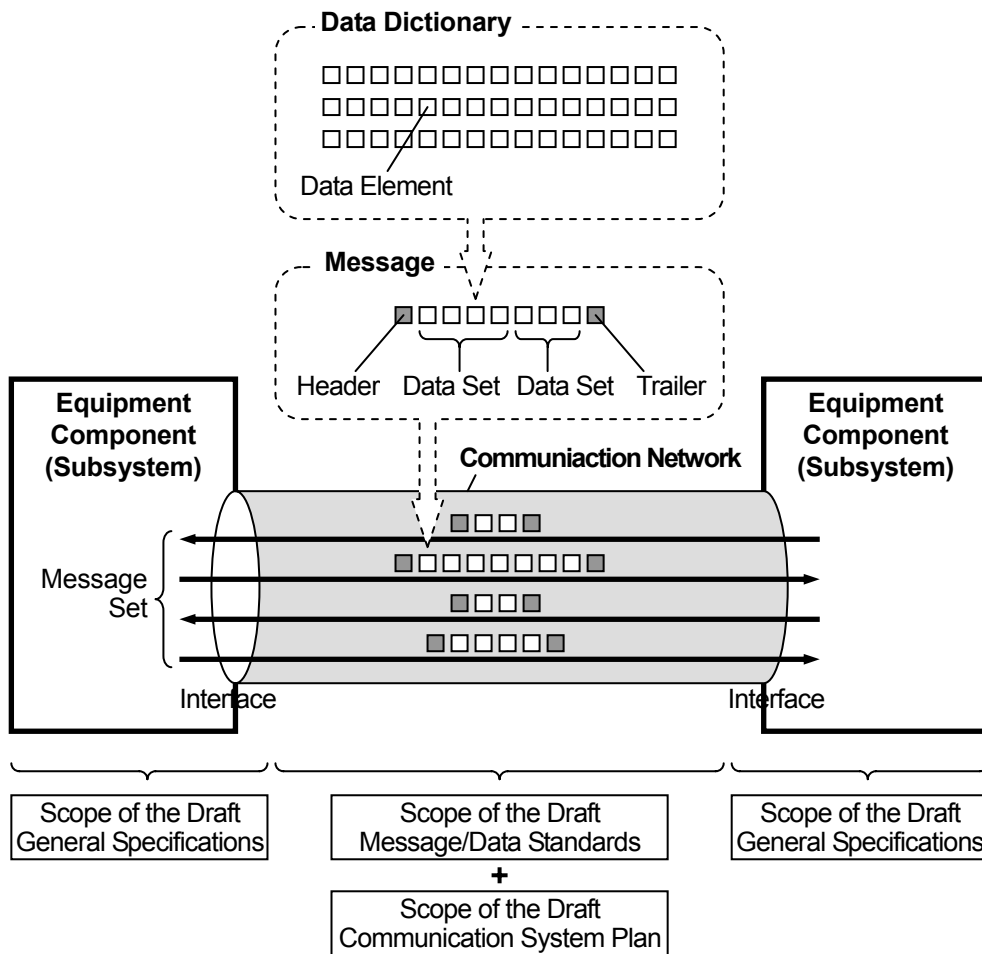 Data Dictionary
Data Element
Message
Header
Data Set
Data Set
Trailer
Equipment
Component
(Subsystem)
Equipment
Component
(Subsystem)
Communiaction Network
Message
Set
Interface
Interface
Scope of the Draft
General Specifications
Scope of the Draft
Message/Data Standards
+
Scope of the Draft
Communication System Plan
Scope of the Draft
General Specifications